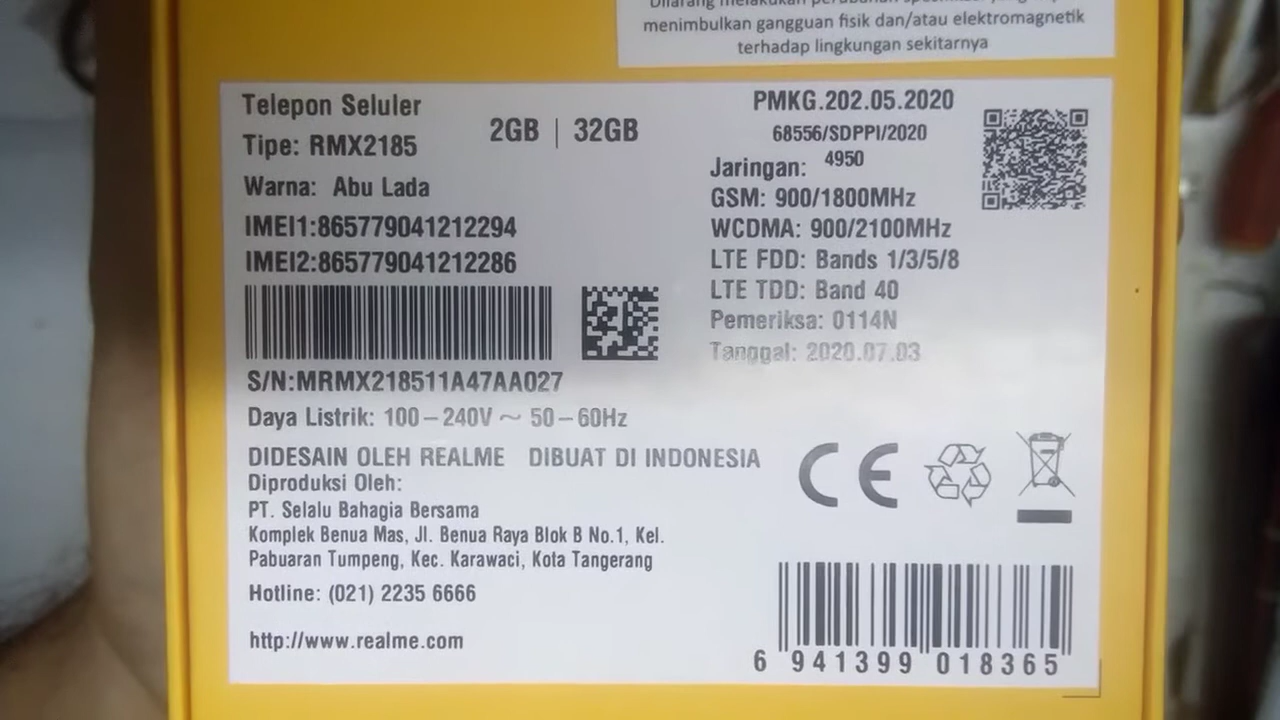 menimbulkan gangguan fisik dan/atau elektromagnetik
terhadap lingkungan sekitarnya
Telepon Seluler
Tipe: RMX2185
2GB | 32GB
Warna: Abu Lada
IMEI1:865779041212294
IMEI2:865779041212286
S/N:MRMX218511A47AA027
Daya Listrik: 100–240V ~ 50–60Hz
DIDESAIN OLEH REALME DIBUAT DI INDONESIA
Diproduksi Oleh:
PT. Selalu Bahagia Bersama
Komplek Benua Mas, Jl. Benua Raya Blok B No.1, Kel.
Pabuaran Tumpeng, Kec. Karawaci, Kota Tangerang
Hotline: (021) 2235 6666
http://www.realme.com
PMKG.202.05.2020
68556/SDPPI/2020
4950
Jaringan:
GSM: 900/1800MHz
WCDMA: 900/2100MHz
LTE FDD: Bands 1/3/5/8
LTE TDD: Band 40
Pemeriksa: 0114N
Tanggal: 2020.07.03
CE
6 941399 018365